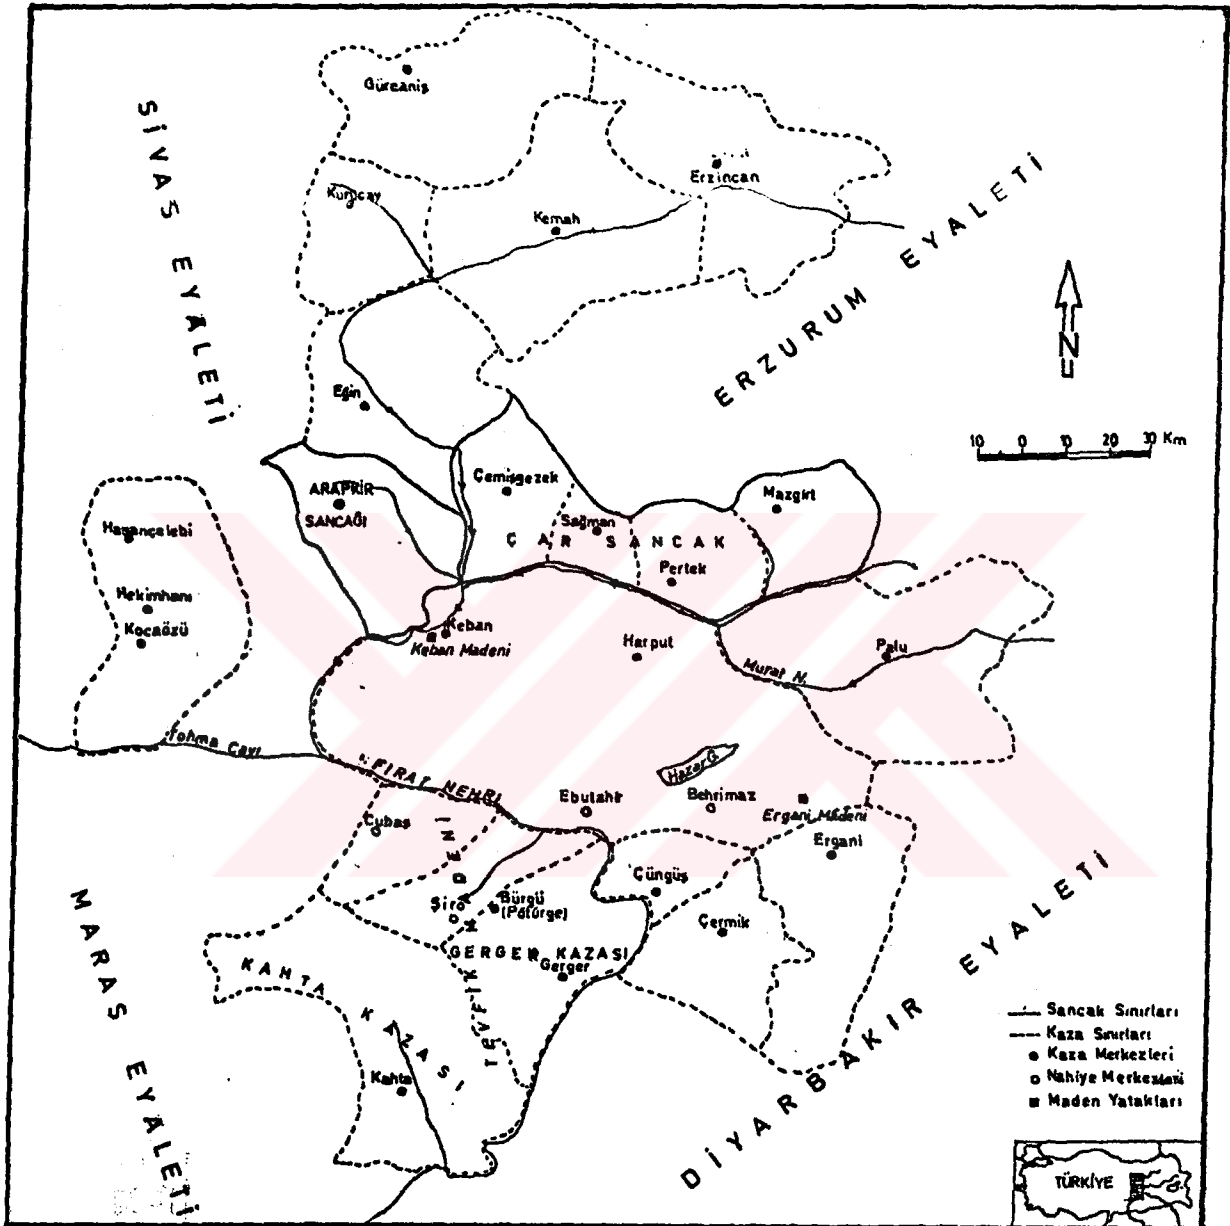 Gürcaniş
SİVAS EYALETİ
Erzincan
Kuruçay
Kemah
ERZURUM EYALETİ
N
Eğin
10 0 10 20 30 Km
Çemişgezek
ARAPKİR
SANCAĞI
Mazgirt
Sağman
ÇAR SANCAK
Hasançelebi
Pertek
Hekimhanı
Kocaözü
Keban
Keban Madeni
Harput
Palu
Murat N.
Tohma Çayı
FIRAT NEHRİ
Hazar G.
Ebutahir
Behrimaz
Ergani Madeni
Cubaş
Ergani
Çüngüş
Şiro
Bürgü
(Pötürge)
Çermik
GERGER KAZASI
Gerger
KAHTA KAZASI
Kahta
MARAŞ EYALETİ
DİYARBAKIR EYALETİ
Sancak Sınırları
Kaza Sınırları
Kaza Merkezleri
Nahiye Merkezleri
Maden Yatakları
TÜRKİYE